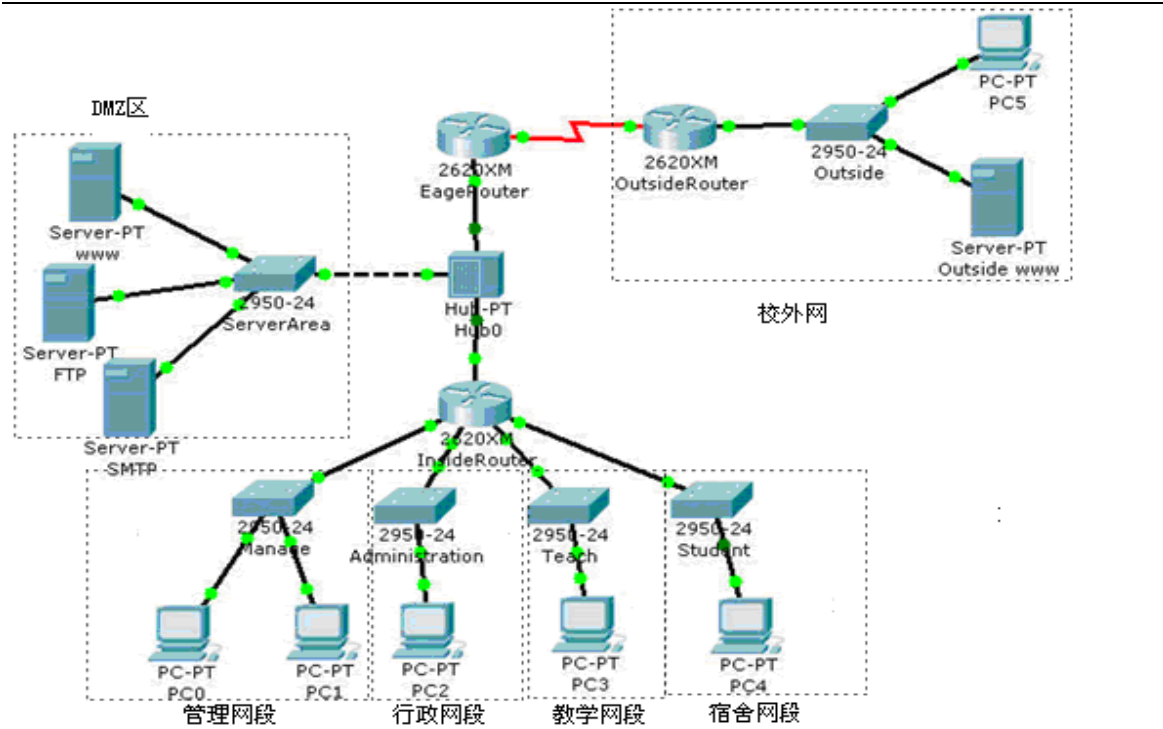 DMZ区
Server-PT
www
Server-PT
FTP
Server-PT
SMTP
2950-24
ServerArea
2620XM
EageRouter
Hub-PT
Hub0
2620XM
InsideRouter
2620XM
OutsideRouter
2950-24
Outside
PC-PT
PC5
Server-PT
Outside www
校外网
2950-24
Manage
2950-24
Administration
2950-24
Teach
2950-24
Student
PC-PT
PC0
PC-PT
PC1
PC-PT
PC2
PC-PT
PC3
PC-PT
PC4
管理网段
行政网段
教学网段
宿舍网段
: